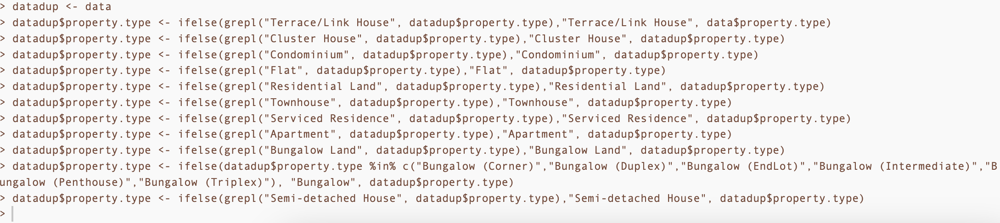 > datadup <- data
> datadup$property.type <- ifelse(grepl("Terrace/Link House", datadup$property.type),"Terrace/Link House", data$property.type)
> datadup$property.type <- ifelse(grepl("Cluster House", datadup$property.type),"Cluster House", datadup$property.type)
> datadup$property.type <- ifelse(grepl("Condominium", datadup$property.type),"Condominium", datadup$property.type)
> datadup$property.type <- ifelse(grepl("Flat", datadup$property.type),"Flat", datadup$property.type)
> datadup$property.type <- ifelse(grepl("Residential Land", datadup$property.type),"Residential Land", datadup$property.type)
> datadup$property.type <- ifelse(grepl("Townhouse", datadup$property.type),"Townhouse", datadup$property.type)
> datadup$property.type <- ifelse(grepl("Serviced Residence", datadup$property.type),"Serviced Residence", datadup$property.type)
> datadup$property.type <- ifelse(grepl("Apartment", datadup$property.type),"Apartment", datadup$property.type)
> datadup$property.type <- ifelse(grepl("Bungalow Land", datadup$property.type),"Bungalow Land", datadup$property.type)
> datadup$property.type <- ifelse(datadup$property.type %in% c("Bungalow (Corner)","Bungalow (Duplex)","Bungalow (EndLot)","Bungalow (Intermediate)","B
ungalow (Penthouse)","Bungalow (Triplex)"), "Bungalow", datadup$property.type)
> datadup$property.type <- ifelse(grepl("Semi-detached House", datadup$property.type),"Semi-detached House", datadup$property.type)
>